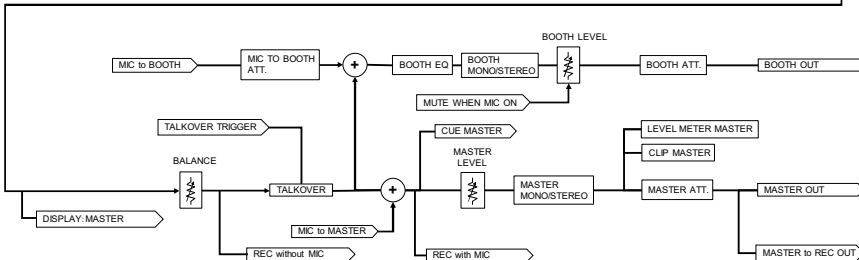 BOOTH LEVEL
MIC to BOOTH
MIC TO BOOTH
ATT.
+
BOOTH EQ
BOOTH
MONO/STEREO
BOOTH ATT.
BOOTH OUT
MUTE WHEN MIC ON
TALKOVER TRIGGER
CUE MASTER
LEVEL METER MASTER
CLIP MASTER
BALANCE
MASTER
LEVEL
TALKOVER
+
MASTER
MONO/STEREO
MASTER ATT.
MASTER OUT
DISPLAY:MASTER
MIC to MASTER
REC without MIC
REC with MIC
MASTER to REC OUT